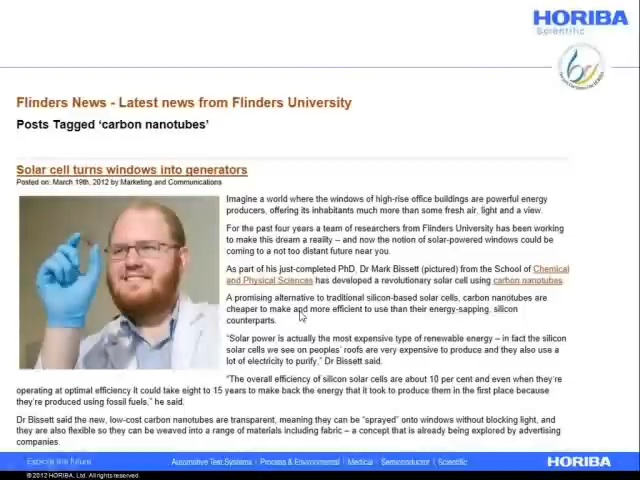 HORIBA
Scientific
Flinders News - Latest news from Flinders University
Posts Tagged ‘carbon nanotubes’
Solar cell turns windows into generators
Posted on: March 19th, 2012 by Marketing and Communications
Imagine a world where the windows of high-rise office buildings are powerful energy
producers, offering its inhabitants much more than some fresh air, light and a view.
For the past four years a team of researchers from Flinders University has been working
to make this dream a reality – and now the notion of solar-powered windows could be
coming to a not too distant future near you.
As part of his just-completed PhD, Dr Mark Bissett (pictured) from the School of Chemical
and Physical Sciences has developed a revolutionary solar cell using carbon nanotubes.
A promising alternative to traditional silicon-based solar cells, carbon nanotubes are
cheaper to make and more efficient to use than their energy-sapping, silicon
counterparts.
“Solar power is actually the most expensive type of renewable energy – in fact the silicon
solar cells we see on peoples’ roofs are very expensive to produce and they also use a
lot of electricity to purify,” Dr Bissett said.
“The overall efficiency of silicon solar cells are about 10 per cent and even when they’re
operating at optimal efficiency it could take eight to 15 years to make back the energy that it took to produce them in the first place because
they’re produced using fossil fuels,” he said.
Dr Bissett said the new, low-cost carbon nanotubes are transparent, meaning they can be “sprayed” onto windows without blocking light, and
they are also flexible so they can be weaved into a range of materials including fabric – a concept that is already being explored by advertising
companies.
Explore the future
Automotive Test Systems | Process & Environmental | Medical | Semiconductor | Scientific
HORIBA
© 2012 HORIBA, Ltd. All rights reserved.